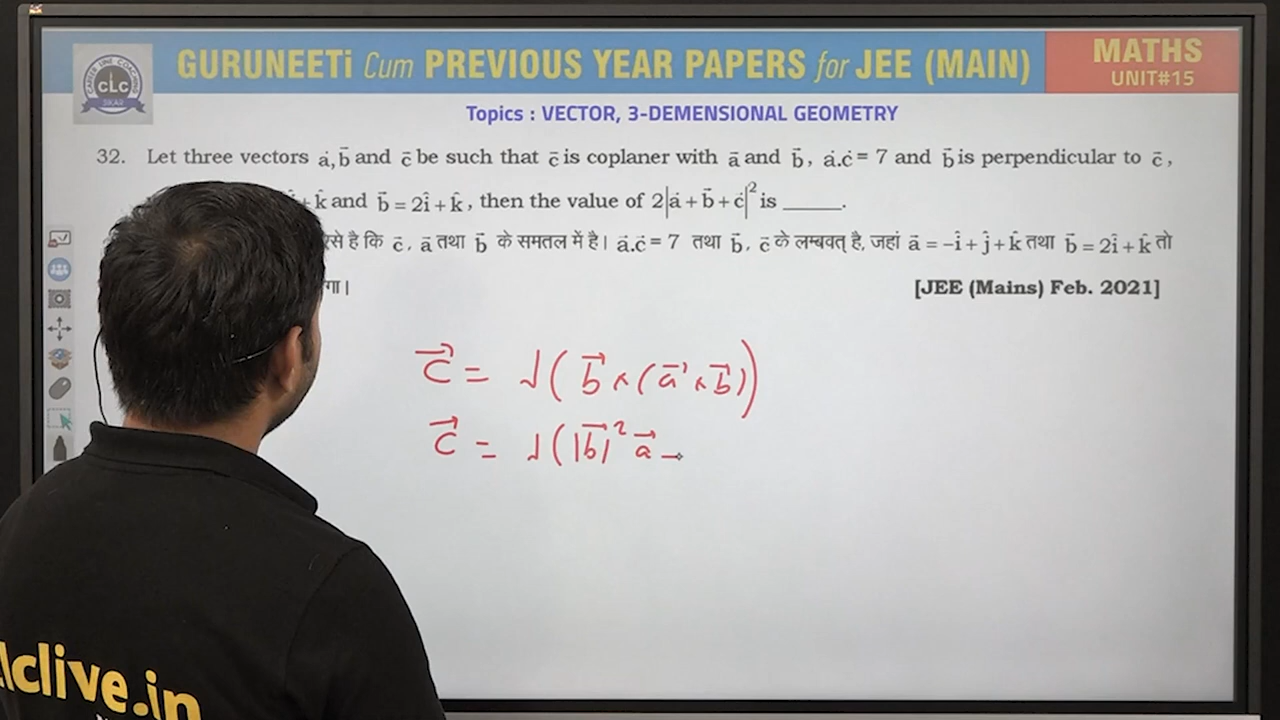 CLC
SIKAR
GURUNEETi Cum PREVIOUS YEAR PAPERS for JEE (MAIN)
MATHS
UNIT#15
Topics : VECTOR, 3-DEMENSIONAL GEOMETRY
32. Let three vectors a⃗, b⃗ and c⃗ be such that c⃗ is coplaner with a⃗ and b⃗, a⃗.c⃗ = 7 and b⃗ is perpendicular to c⃗,
+ k̂ and b⃗ = 2î + k̂, then the value of 2|a⃗ + b⃗ + c⃗|² is _____.
है कि c⃗, a⃗ तथा b⃗ के समतल में है। a⃗.c⃗ = 7 तथा b⃗, c⃗ के लम्बवत् है, जहां a⃗ = –î + ĵ + k̂ तथा b⃗ = 2î + k̂ तो
[JEE (Mains) Feb. 2021]
c⃗ = λ( b⃗ × (a⃗ × b⃗))
c⃗ = λ(|b⃗|² a⃗ –
clive.in